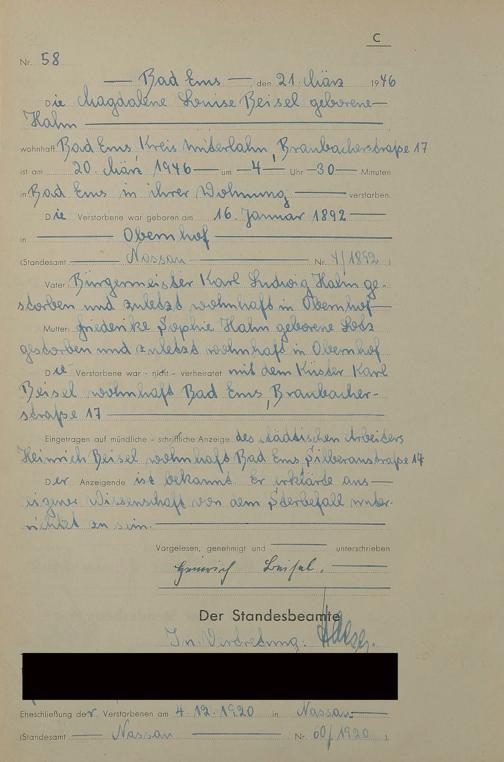 C
Nr. 58
Bad Ems den 21. März 1946
Die Magdalene Louise Beisel geborene
Hahn
wohnhaft Bad Ems, Kreis Unterlahn, Braubacherstraße 17
ist am 20. März 1946 um 4 Uhr 30 Minuten
in Bad Ems in ihrer Wohnung verstorben.
Die Verstorbene war geboren am 16. Januar 1892
in Obernhof
(Standesamt Nassau Nr. 4/1892 )
Vater: Bürgermeister Karl Ludwig Hahn ge-
storben und zuletzt wohnhaft in Obernhof
Mutter: Friederike Sophie Hahn geborene
gestorben und zuletzt wohnhaft in Obernhof
Die Verstorbene war - nicht - verheiratet mit dem Küster Karl
Beisel wohnhaft Bad Ems, Braubacher-
straße 17
Eingetragen auf mündliche - schriftliche Anzeige des städtischen Arbeiters
Heinrich Beisel wohnhaft Bad Ems, Silberaustraße 14
Der Anzeigende ist bekannt. Er erklärte aus
eigener Wissenschaft von dem Sterbefall unter-
richtet zu sein.
Vorgelesen, genehmigt und unterschrieben
Heinrich Beisel.
Der Standesbeamte
In Vertretung:
Eheschließung der Verstorbenen am 4.12.1920 in Nassau
(Standesamt Nassau Nr. 60/1920 ).